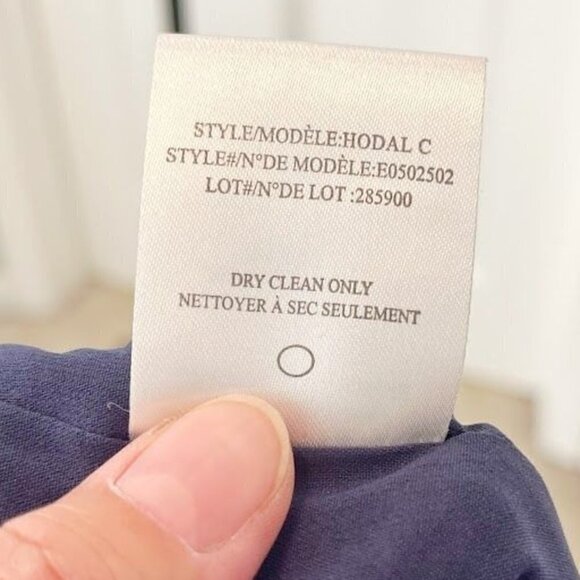 STYLE/MODÈLE:HODAL C
STYLE#/N°DE MODÈLE:E0502502
LOT#/N°DE LOT :285900
DRY CLEAN ONLY
NETTOYER À SEC SEULEMENT